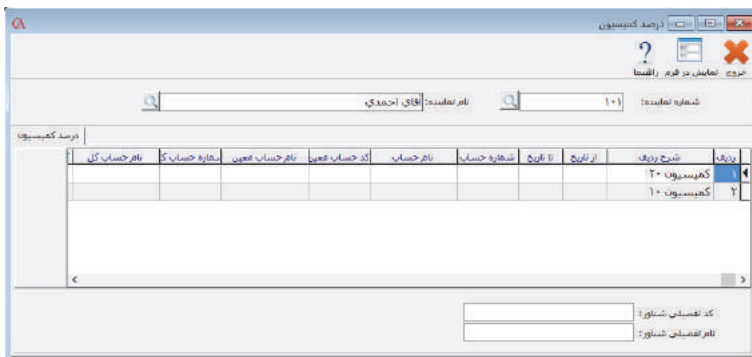 درصد کمیسیون
خروج نمایش در فرم راهنما
شماره نماینده: ۱۰۱ نام نماینده: آقای احمدی
درصد کمیسیون
ردیف شرح ردیف از تاریخ تا تاریخ شماره حساب نام حساب کد حساب معین نام حساب معین شماره حساب ک نام حساب کل
۱ کمیسیون ۲۰
۲ کمیسیون ۱۰
کد تفصیلی شناور:
نام تفصیلی شناور: